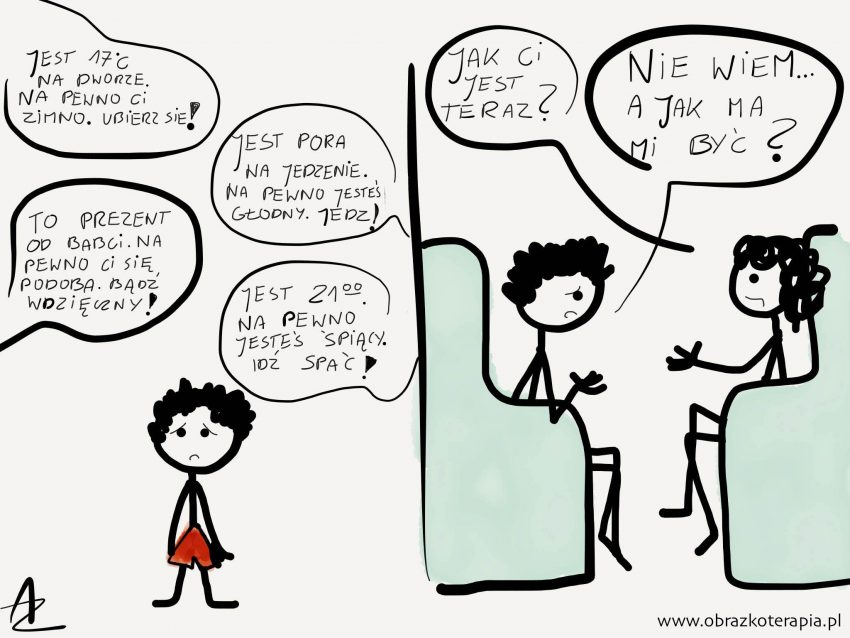 JEST 17°C
NA DWORZE.
NA PEWNO CI
ZIMNO. UBIERZ SIĘ!
JEST PORA
NA JEDZENIE.
NA PEWNO JESTEŚ
GŁODNY. JEDZ!
TO PREZENT
OD BABCI. NA
PEWNO CI SIĘ
PODOBA. BĄDŹ
WDZIĘCZNY!
JEST 21⁰⁰.
NA PEWNO
JESTEŚ ŚPIĄCY.
IDŹ SPAĆ!
JAK CI
JEST
TERAZ?
NIE WIEM...
A JAK MA
MI BYĆ?
www.obrazkoterapia.pl